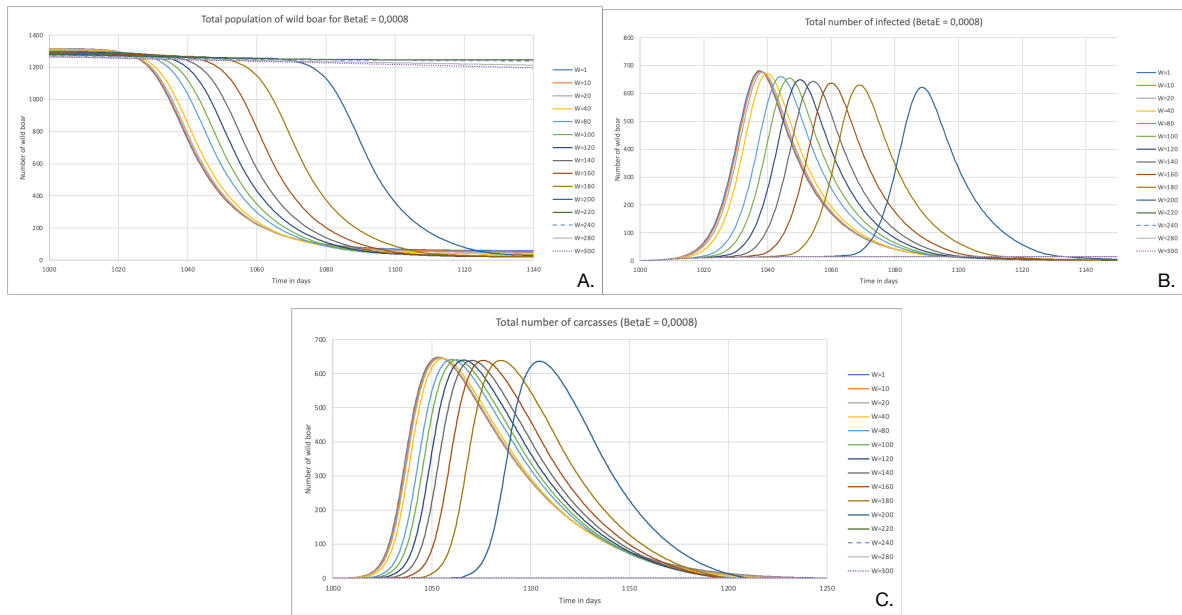 Total population of wild boar for BetaE = 0,0008
1400
1200
1000
800
600
400
200
0
Number of wild boar
1000 1020 1040 1060 1080 1100 1120 1140
Time in days
W=1
W=10
W=20
W=40
W=80
W=100
W=120
W=140
W=160
W=180
W=200
W=220
W=240
W=280
W=300
A.
Total number of infected (BetaE = 0,0008)
800
700
600
500
400
300
200
100
0
Number of wild boar
1000 1020 1040 1060 1080 1100 1120 1140
Time in days
W=1
W=10
W=20
W=40
W=80
W=100
W=120
W=140
W=160
W=180
W=200
W=220
W=240
W=280
W=300
B.
Total number of carcasses (BetaE = 0,0008)
700
600
500
400
300
200
100
0
Number of wild boar
1000 1050 1100 1150 1200 1250
Time in days
W=1
W=10
W=20
W=40
W=80
W=100
W=120
W=140
W=160
W=180
W=200
W=220
W=240
W=280
W=300
C.